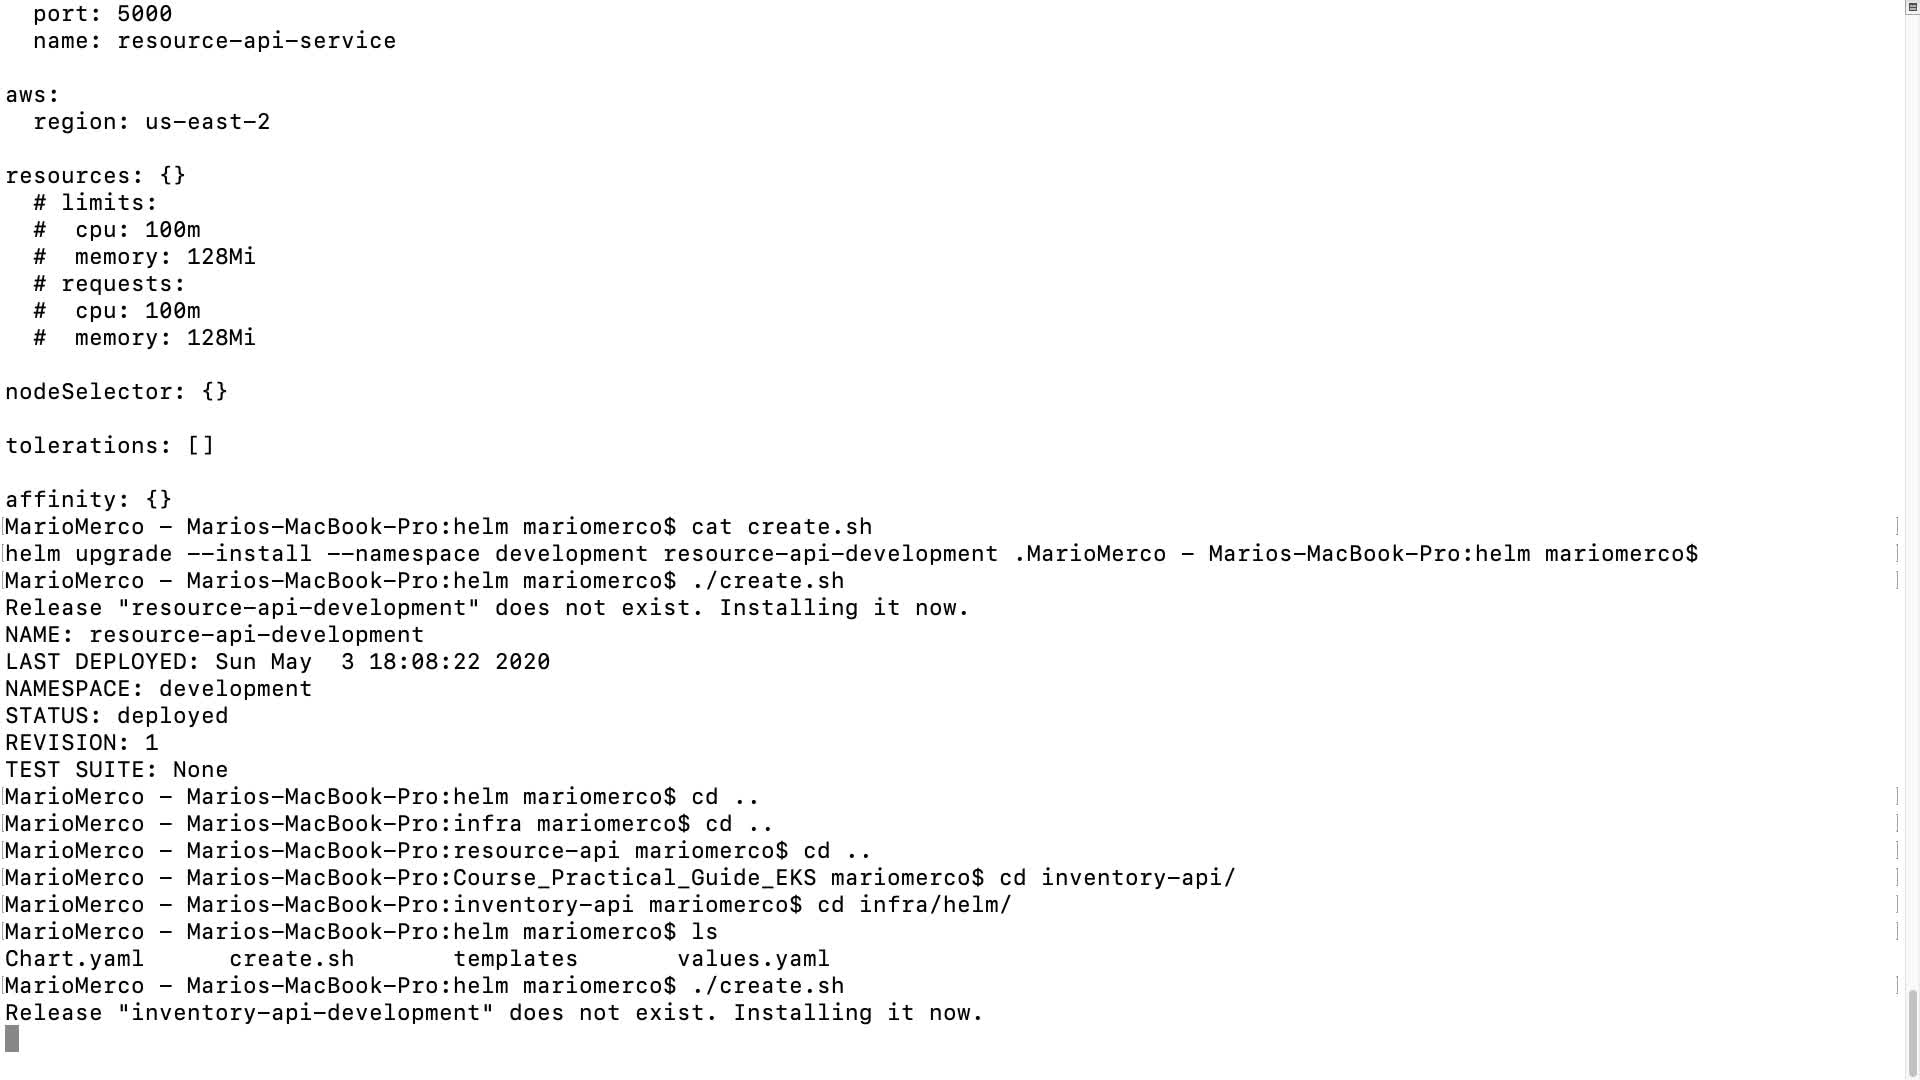 port: 5000
name: resource-api-service
aws:
region: us-east-2
resources: {}
# limits:
#  cpu: 100m
#  memory: 128Mi
# requests:
#  cpu: 100m
#  memory: 128Mi
nodeSelector: {}
tolerations: []
affinity: {}
MarioMerco - Marios-MacBook-Pro:helm mariomerco$ cat create.sh
helm upgrade --install --namespace development resource-api-development .MarioMerco - Marios-MacBook-Pro:helm mariomerco$
MarioMerco - Marios-MacBook-Pro:helm mariomerco$ ./create.sh
Release "resource-api-development" does not exist. Installing it now.
NAME: resource-api-development
LAST DEPLOYED: Sun May  3 18:08:22 2020
NAMESPACE: development
STATUS: deployed
REVISION: 1
TEST SUITE: None
MarioMerco - Marios-MacBook-Pro:helm mariomerco$ cd ..
MarioMerco - Marios-MacBook-Pro:infra mariomerco$ cd ..
MarioMerco - Marios-MacBook-Pro:resource-api mariomerco$ cd ..
MarioMerco - Marios-MacBook-Pro:Course_Practical_Guide_EKS mariomerco$ cd inventory-api/
MarioMerco - Marios-MacBook-Pro:inventory-api mariomerco$ cd infra/helm/
MarioMerco - Marios-MacBook-Pro:helm mariomerco$ ls
Chart.yaml      create.sh       templates       values.yaml
MarioMerco - Marios-MacBook-Pro:helm mariomerco$ ./create.sh
Release "inventory-api-development" does not exist. Installing it now.